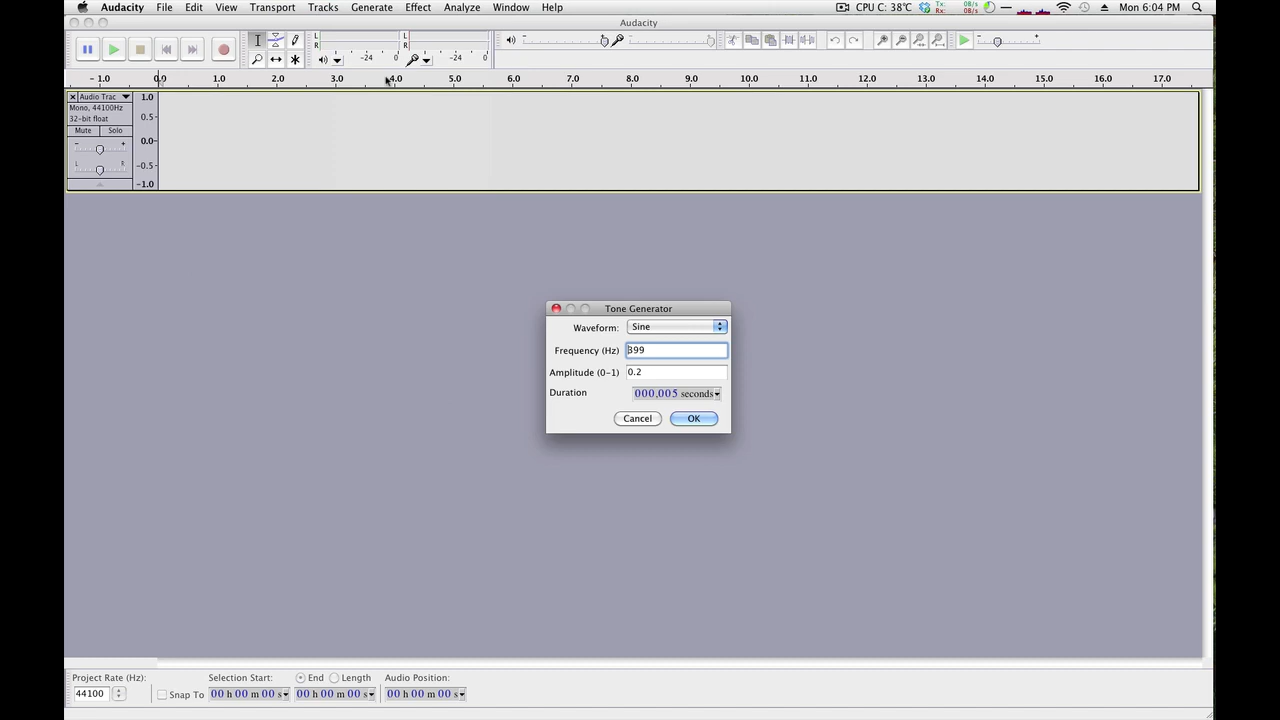 Audacity File Edit View Transport Tracks Generate Effect Analyze Window Help CPU C: 38°C Tx: 0B/s Mon 6:04 PM
Rx: 0B/s
Audacity
L R L R
-24 0 -24 0
- 1.0 0.0 1.0 2.0 3.0 4.0 5.0 6.0 7.0 8.0 9.0 10.0 11.0 12.0 13.0 14.0 15.0 16.0 17.0
Audio Trac 1.0
Mono, 44100Hz
32-bit float 0.5-
Mute Solo
- + 0.0-
L R -0.5-
-1.0
Tone Generator
Waveform: Sine
Frequency (Hz) 399
Amplitude (0-1) 0.2
Duration 000,005 seconds
Cancel OK
Project Rate (Hz): Selection Start: End Length Audio Position:
44100 Snap To 00 h 00 m 00 s 00 h 00 m 00 s 00 h 00 m 00 s